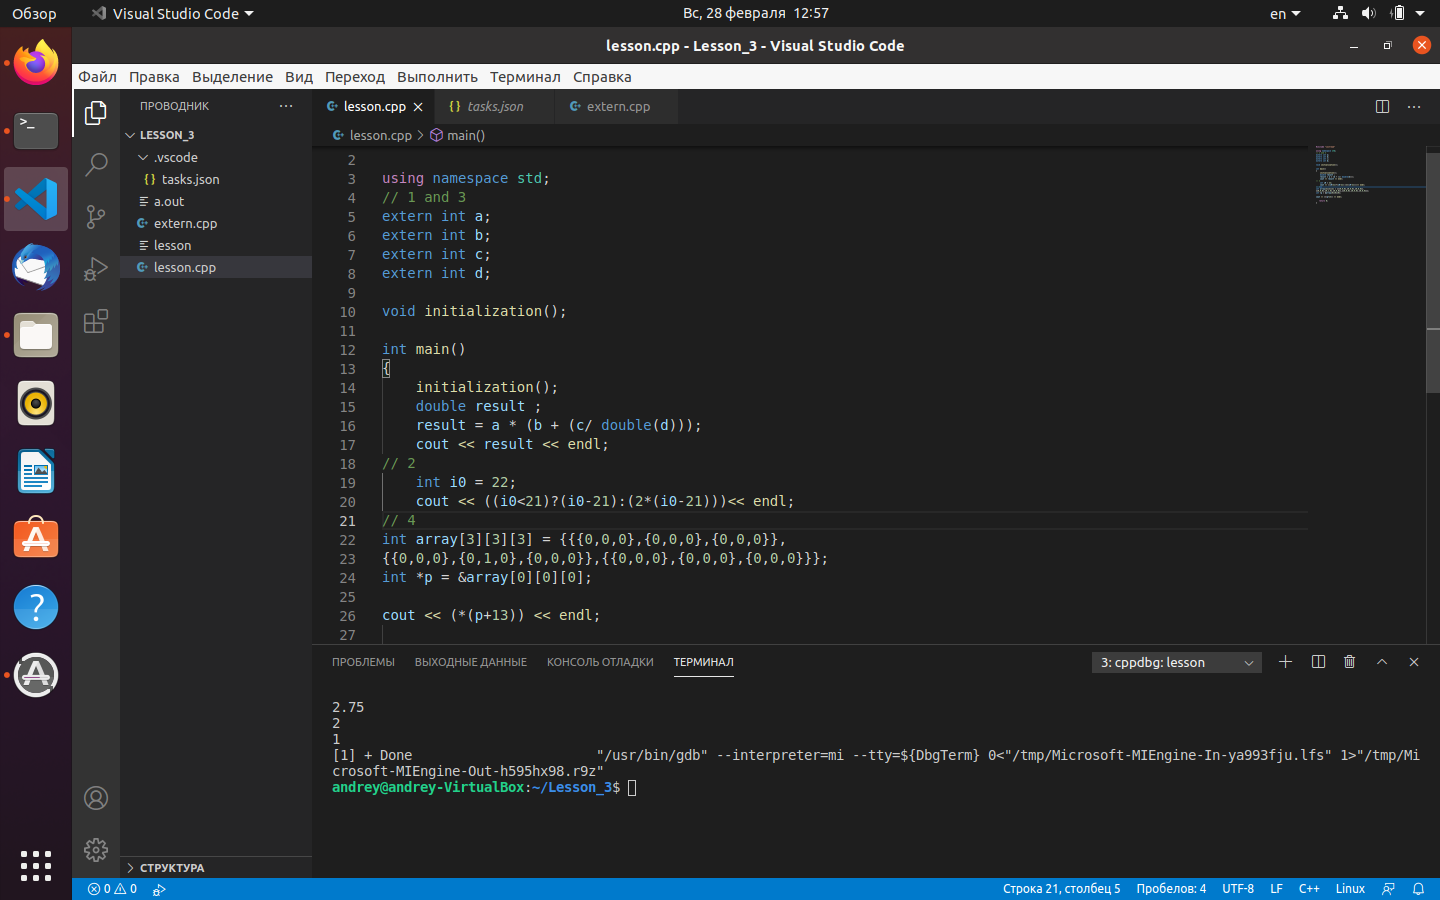 Обзор Visual Studio Code Вс, 28 февраля 12:57 en
lesson.cpp - Lesson_3 - Visual Studio Code
Файл Правка Выделение Вид Переход Выполнить Терминал Справка
ПРОВОДНИК ···
LESSON_3
.vscode
tasks.json
a.out
extern.cpp
lesson
lesson.cpp
СТРУКТУРА
lesson.cpp tasks.json extern.cpp
lesson.cpp > main()
2
3 using namespace std;
4 // 1 and 3
5 extern int a;
6 extern int b;
7 extern int c;
8 extern int d;
9
10 void initialization();
11
12 int main()
13 {
14     initialization();
15     double result ;
16     result = a * (b + (c/ double(d)));
17     cout << result << endl;
18 // 2
19     int i0 = 22;
20     cout << ((i0<21)?(i0-21):(2*(i0-21)))<< endl;
21 // 4
22 int array[3][3][3] = {{{0,0,0},{0,0,0},{0,0,0}},
23 {{0,0,0},{0,1,0},{0,0,0}},{{0,0,0},{0,0,0},{0,0,0}}};
24 int *p = &array[0][0][0];
25
26 cout << (*(p+13)) << endl;
27
ПРОБЛЕМЫ ВЫХОДНЫЕ ДАННЫЕ КОНСОЛЬ ОТЛАДКИ ТЕРМИНАЛ 3: cppdbg: lesson
2.75
2
1
[1] + Done                       "/usr/bin/gdb" --interpreter=mi --tty=${DbgTerm} 0<"/tmp/Microsoft-MIEngine-In-ya993fju.lfs" 1>"/tmp/Mi
crosoft-MIEngine-Out-h595hx98.r9z"
andrey@andrey-VirtualBox:~/Lesson_3$
0 0 Строка 21, столбец 5 Пробелов: 4 UTF-8 LF C++ Linux